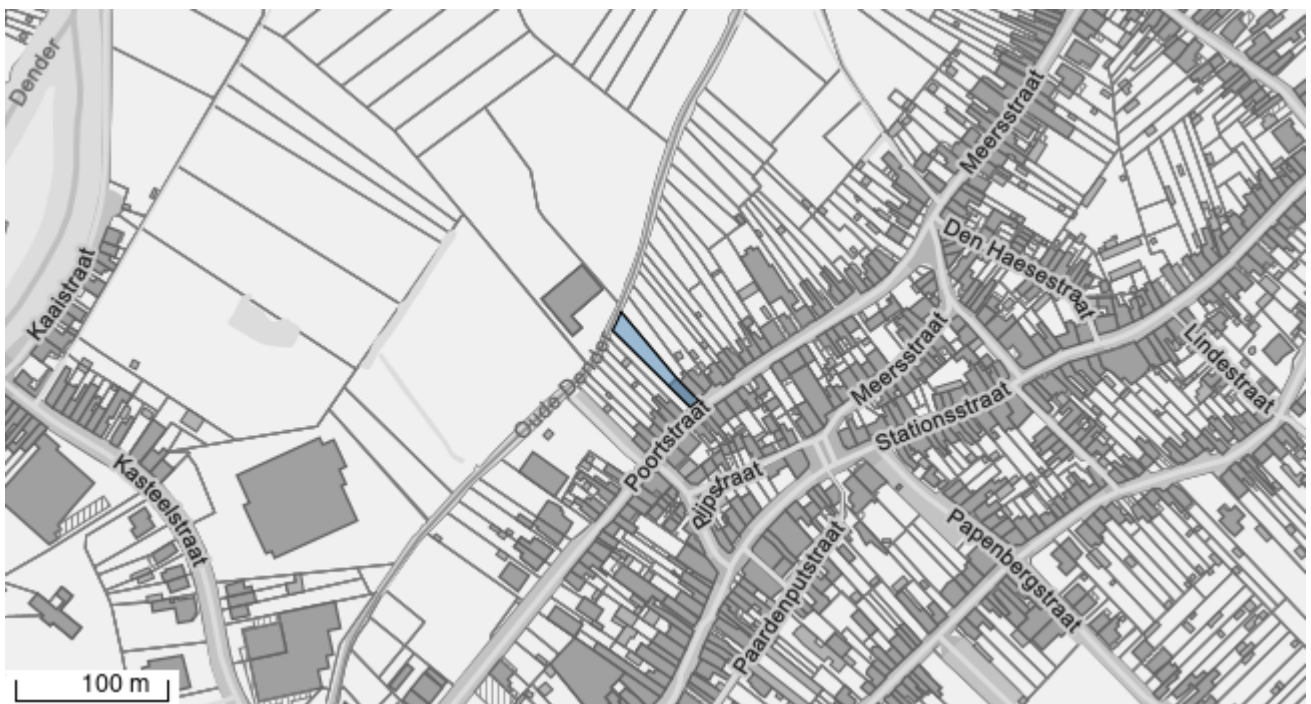 Dender
Meersstraat
Den Haesestraat
Kaaistraat
Lindestraat
Meersstraat
Oude Dender
Stationsstraat
Poortstraat
Pijpstraat
Kasteelstraat
Papenbergstraat
Paardenputstraat
100 m